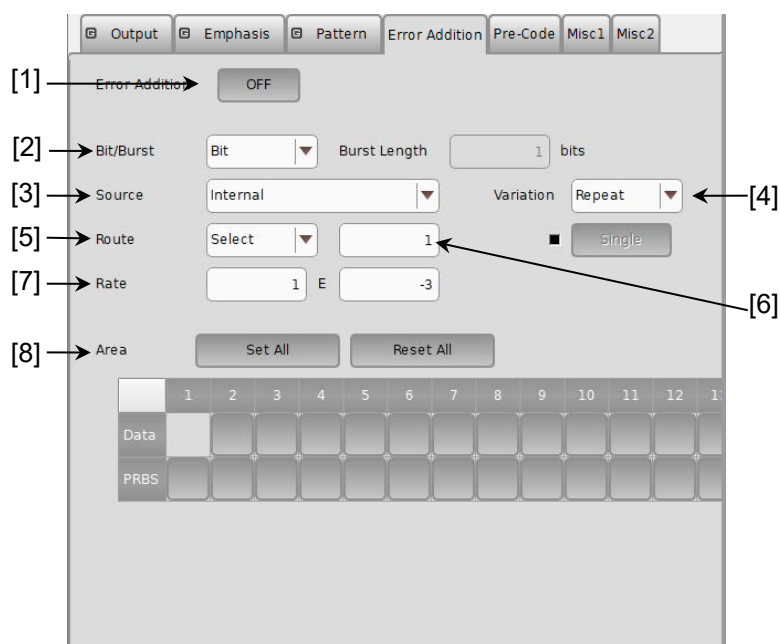 G Output G Emphasis G Pattern Error Addition Pre-Code Misc1 Misc2
[1] Error Addition OFF
[2] Bit/Burst Bit Burst Length 1 bits
[3] Source Internal Variation Repeat [4]
[5] Route Select 1 Single
[6]
[7] Rate 1 E -3
[8] Area Set All Reset All
1 2 3 4 5 6 7 8 9 10 11 12
Data
PRBS